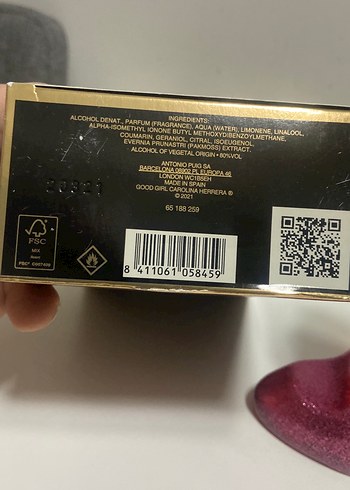 INGREDIENTS:
ALCOHOL DENAT., PARFUM (FRAGRANCE), AQUA (WATER), LIMONENE, LINALOOL,
ALPHA-ISOMETHYL IONONE BUTYL METHOXYDIBENZOYLMETHANE,
COUMARIN, GERANIOL, CITRAL, ISOEUGENOL,
EVERNIA PRUNASTRI (PAKMOSS) EXTRACT.
ALCOHOL OF VEGETAL ORIGIN • 80%VOL
ANTONIO PUIG SA
BARCELONA 08902 PL EUROPA 46
LONDON WC1B5EH
MADE IN SPAIN
GOOD GIRL CAROLINA HERRERA ®
© 2021
65 188 259
FSC
MIX
8 411061 058459